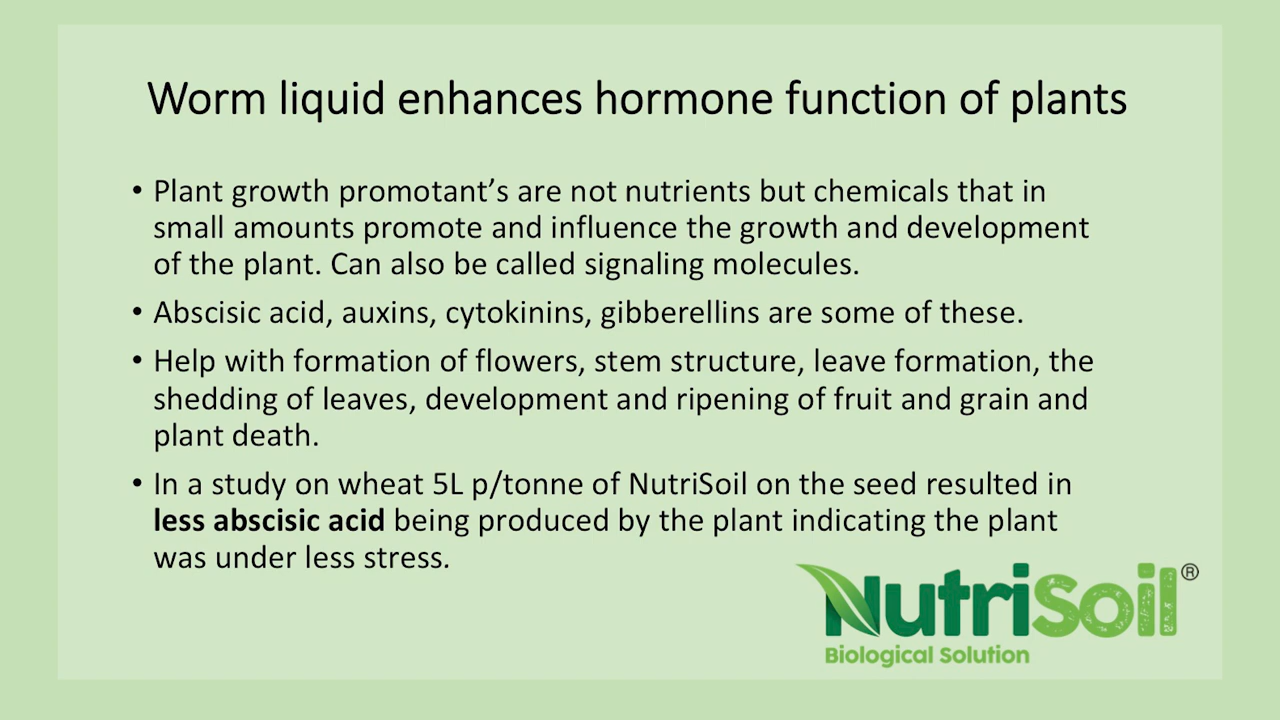 Worm liquid enhances hormone function of plants
• Plant growth promotant’s are not nutrients but chemicals that in
small amounts promote and influence the growth and development
of the plant. Can also be called signaling molecules.
• Abscisic acid, auxins, cytokinins, gibberellins are some of these.
• Help with formation of flowers, stem structure, leave formation, the
shedding of leaves, development and ripening of fruit and grain and
plant death.
• In a study on wheat 5L p/tonne of NutriSoil on the seed resulted in
less abscisic acid being produced by the plant indicating the plant
was under less stress.
NutriSoil®
Biological Solution